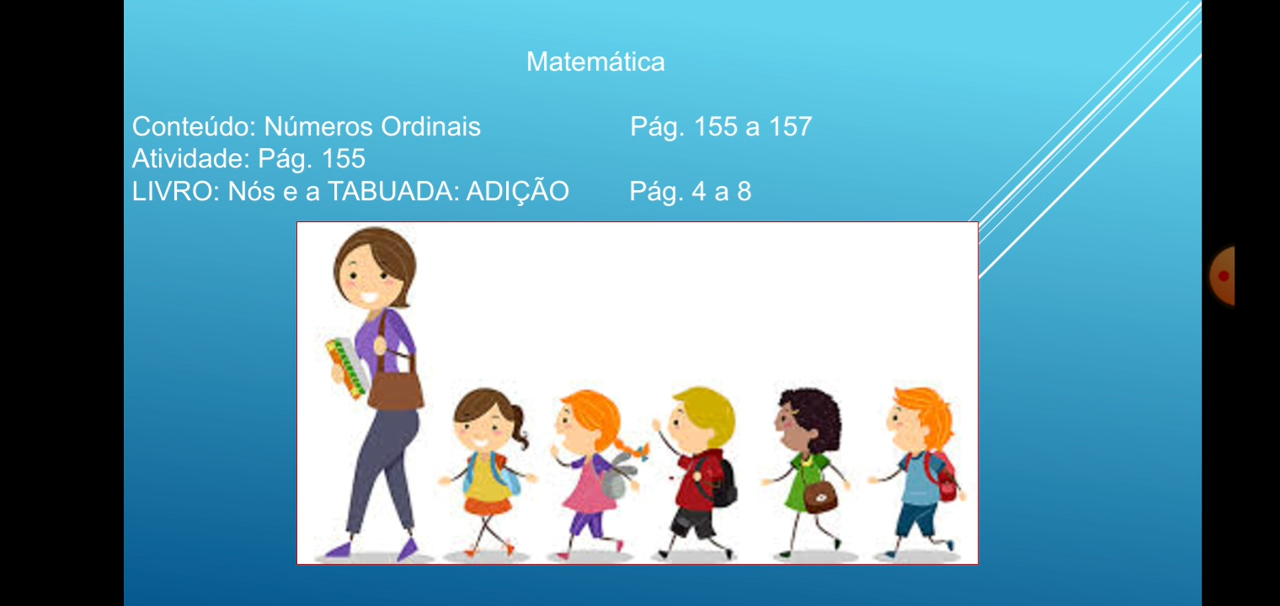 Matemática
Conteúdo: Números Ordinais Pág. 155 a 157
Atividade: Pág. 155
LIVRO: Nós e a TABUADA: ADIÇÃO Pág. 4 a 8